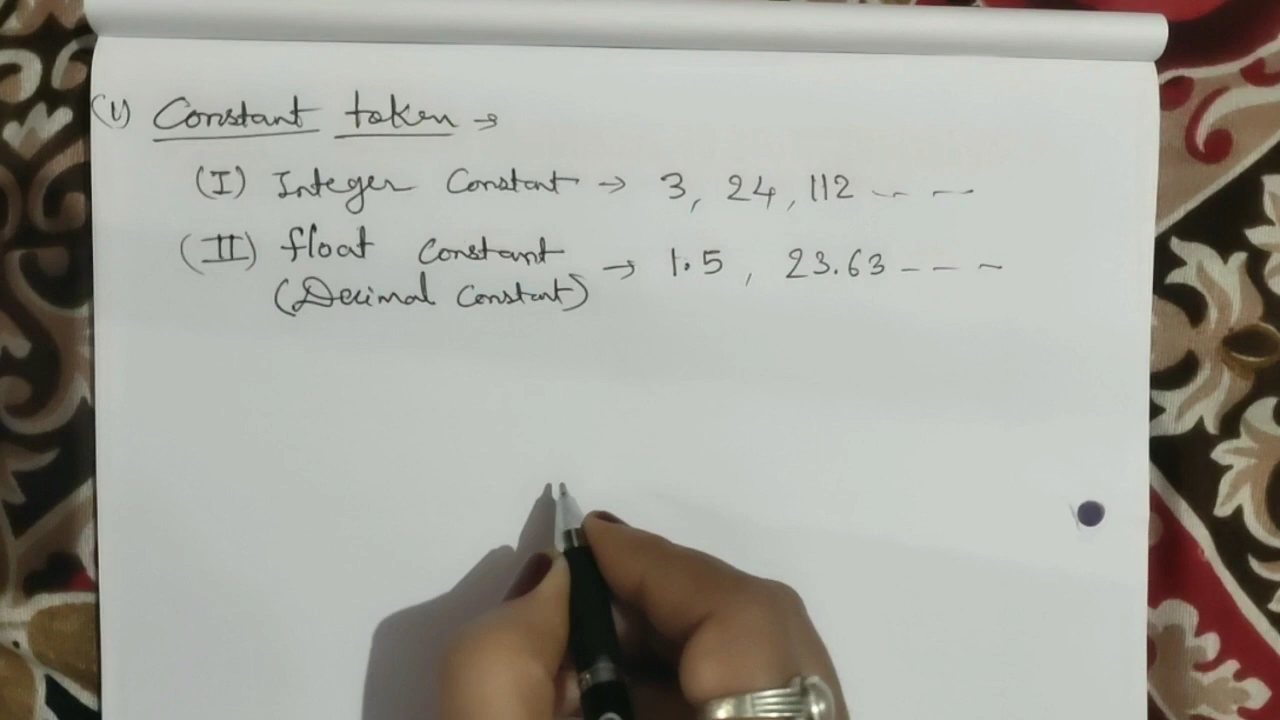 (1) Constant token →
(I) Integer Constant → 3, 24, 112 -- --
(II) float Constant → 1.5, 23.63 - - - -
(Decimal Constant)